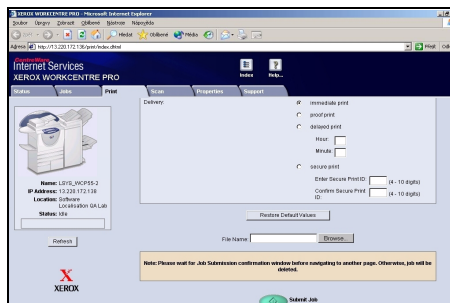 XEROX WORKCENTRE PRO - Microsoft Internet Explorer
Soubor Úpravy Zobrazit Oblíbené Nástroje Nápověda
Zpět Hledat Oblíbené Média
Adresa http://13.220.172.138/print/index.dhtml Přejít
CentreWare
Internet Services
XEROX WORKCENTRE PRO
Index Help...
Status Jobs Print Scan Properties Support
Delivery:
immediate print
proof print
delayed print
Hour:
Minute:
secure print
Enter Secure Print ID: (4 - 10 digits)
Confirm Secure Print ID: (4 - 10 digits)
Name: LSYS_WCP55-2
IP Address: 13.220.172.138
Location: Software
Localisation QA Lab
Status: Idle
Refresh
Restore Default Values
File Name: Browse...
Note: Please wait for Job Submission confirmation window before navigating to another page. Otherwise, job will be
deleted.
X
XEROX
Submit Job